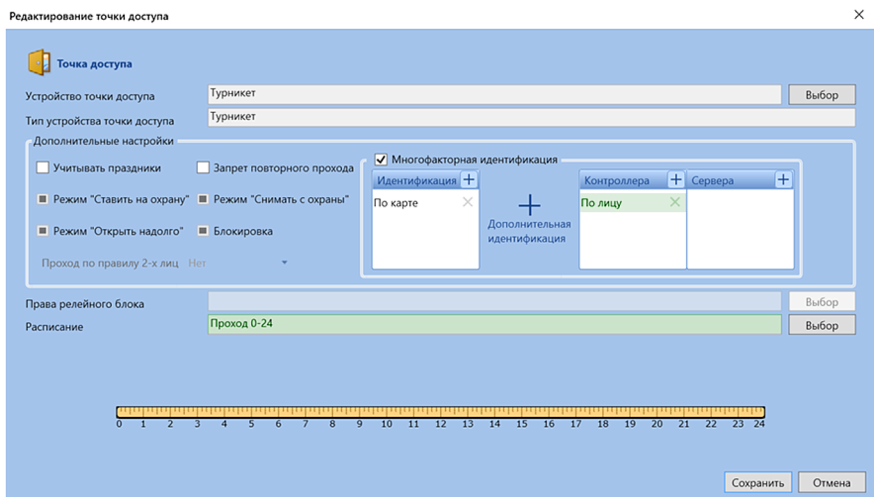 Редактирование точки доступа
Точка доступа
Устройство точки доступа Турникет Выбор
Тип устройства точки доступа Турникет
Дополнительные настройки
Учитывать праздники Запрет повторного прохода Многофакторная идентификация
Идентификация Контроллера Сервера
Режим "Ставить на охрану" Режим "Снимать с охраны" По карте По лицу
Дополнительная
идентификация
Режим "Открыть надолго" Блокировка
Проход по правилу 2-х лиц Нет
Права релейного блока Выбор
Расписание Проход 0-24 Выбор
0 1 2 3 4 5 6 7 8 9 10 11 12 13 14 15 16 17 18 19 20 21 22 23 24
Сохранить Отмена